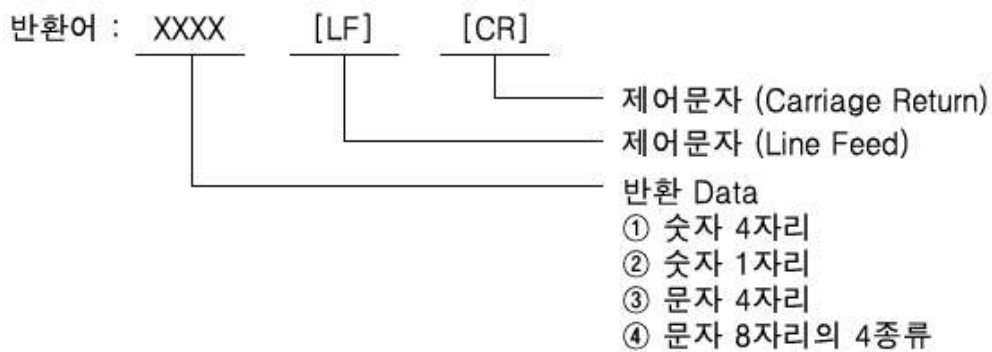 반환어 : XXXX [LF] [CR]
제어문자 (Carriage Return)
제어문자 (Line Feed)
반환 Data
① 숫자 4자리
② 숫자 1자리
③ 문자 4자리
④ 문자 8자리의 4종류